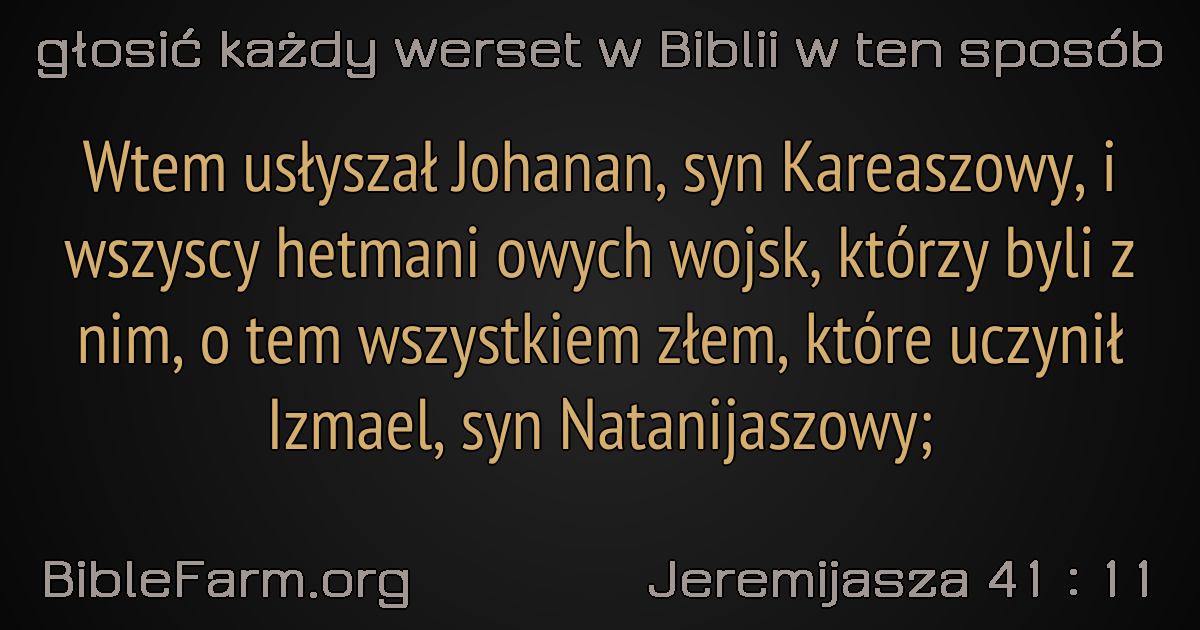 głosić każdy werset w Biblii w ten sposób
Wtem usłyszał Johanan, syn Kareaszowy, i
wszyscy hetmani owych wojsk, którzy byli z
nim, o tem wszystkiem złem, które uczynił
Izmael, syn Natanijaszowy;
BibleFarm.org
Jeremijasza 41 : 11